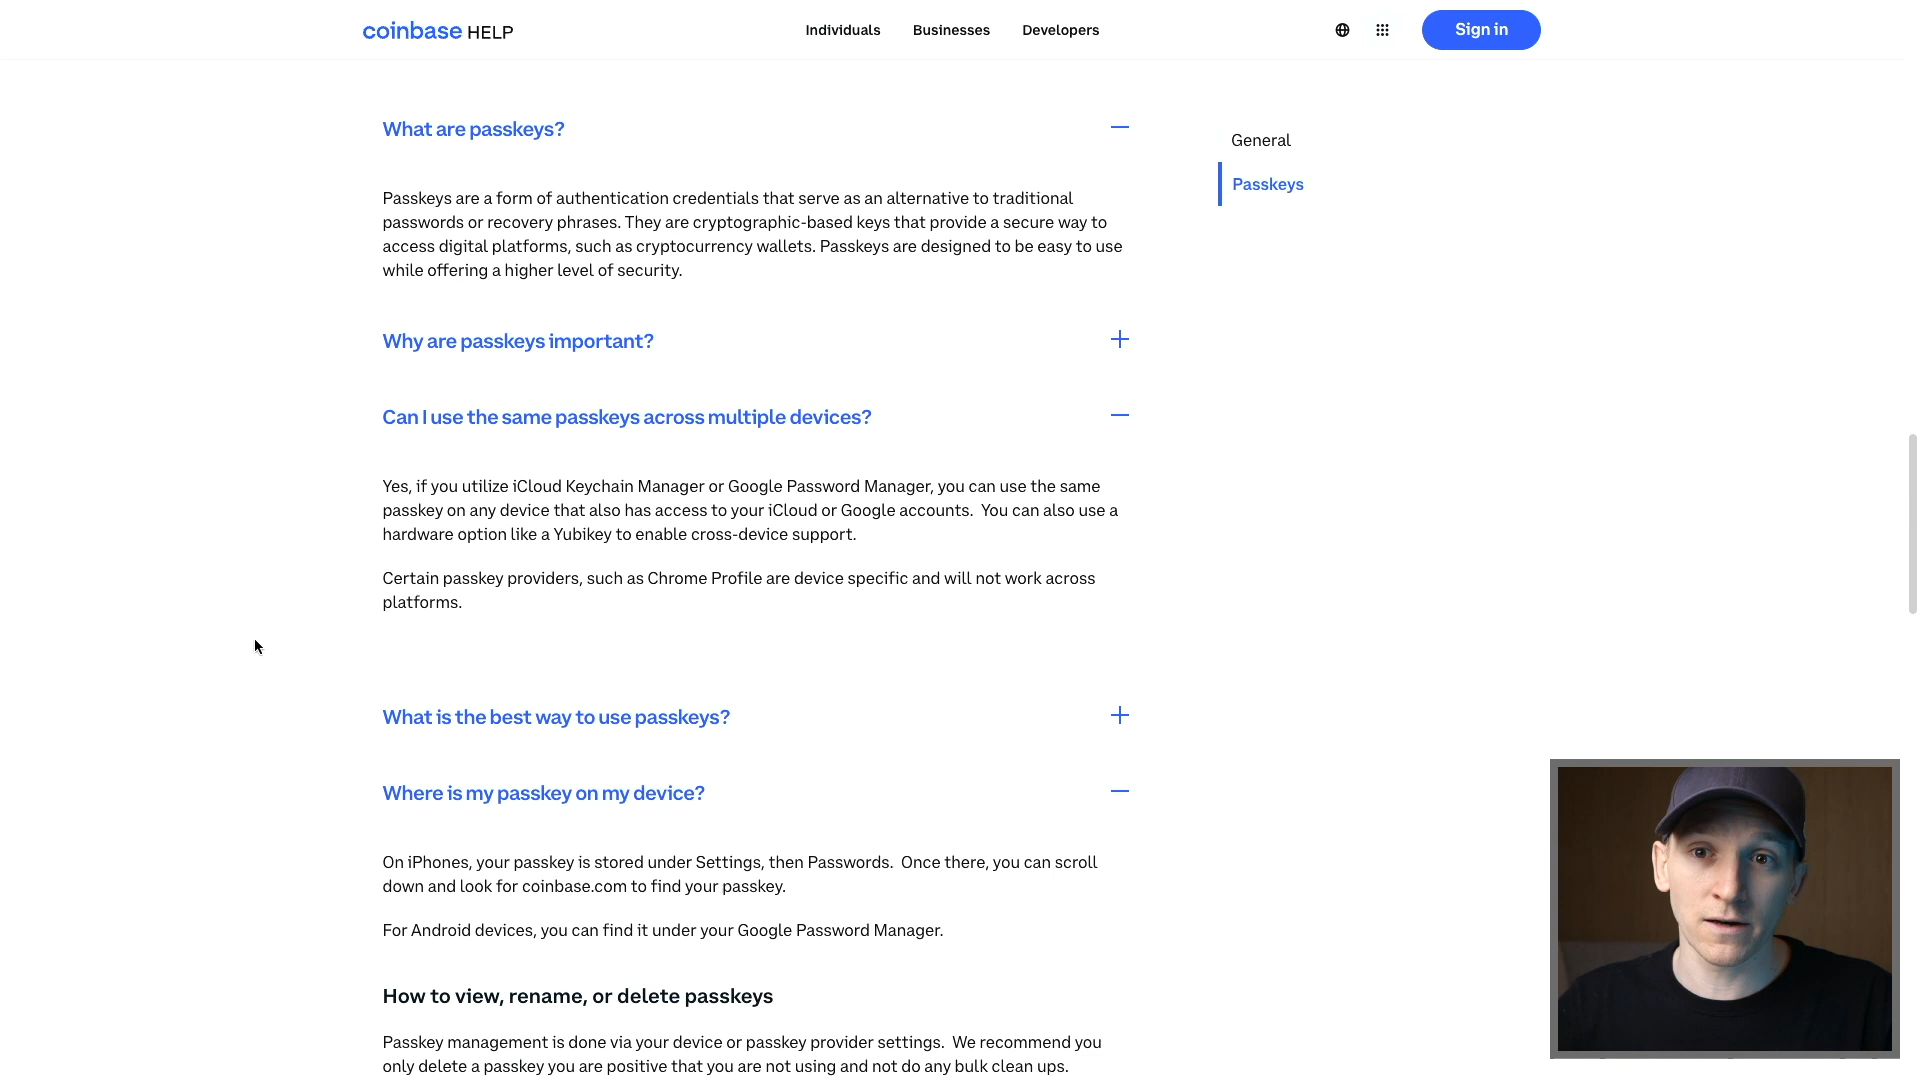 coinbase HELP
Individuals
Businesses
Developers
Sign in
What are passkeys?
Passkeys are a form of authentication credentials that serve as an alternative to traditional
passwords or recovery phrases. They are cryptographic-based keys that provide a secure way to
access digital platforms, such as cryptocurrency wallets. Passkeys are designed to be easy to use
while offering a higher level of security.
Why are passkeys important?
Can I use the same passkeys across multiple devices?
Yes, if you utilize iCloud Keychain Manager or Google Password Manager, you can use the same
passkey on any device that also has access to your iCloud or Google accounts.  You can also use a
hardware option like a Yubikey to enable cross-device support.
Certain passkey providers, such as Chrome Profile are device specific and will not work across
platforms.
What is the best way to use passkeys?
Where is my passkey on my device?
On iPhones, your passkey is stored under Settings, then Passwords.  Once there, you can scroll
down and look for coinbase.com to find your passkey.
For Android devices, you can find it under your Google Password Manager.
How to view, rename, or delete passkeys
Passkey management is done via your device or passkey provider settings.  We recommend you
only delete a passkey you are positive that you are not using and not do any bulk clean ups.
General
Passkeys